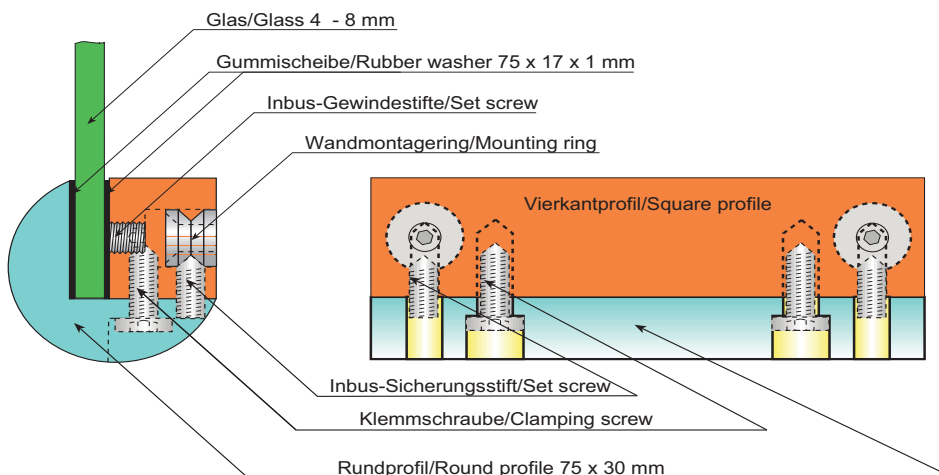 Glas/Glass 4 - 8 mm
Gummischeibe/Rubber washer 75 x 17 x 1 mm
Inbus-Gewindestifte/Set screw
Wandmontagering/Mounting ring
Vierkantprofil/Square profile
Inbus-Sicherungsstift/Set screw
Klemmschraube/Clamping screw
Rundprofil/Round profile 75 x 30 mm